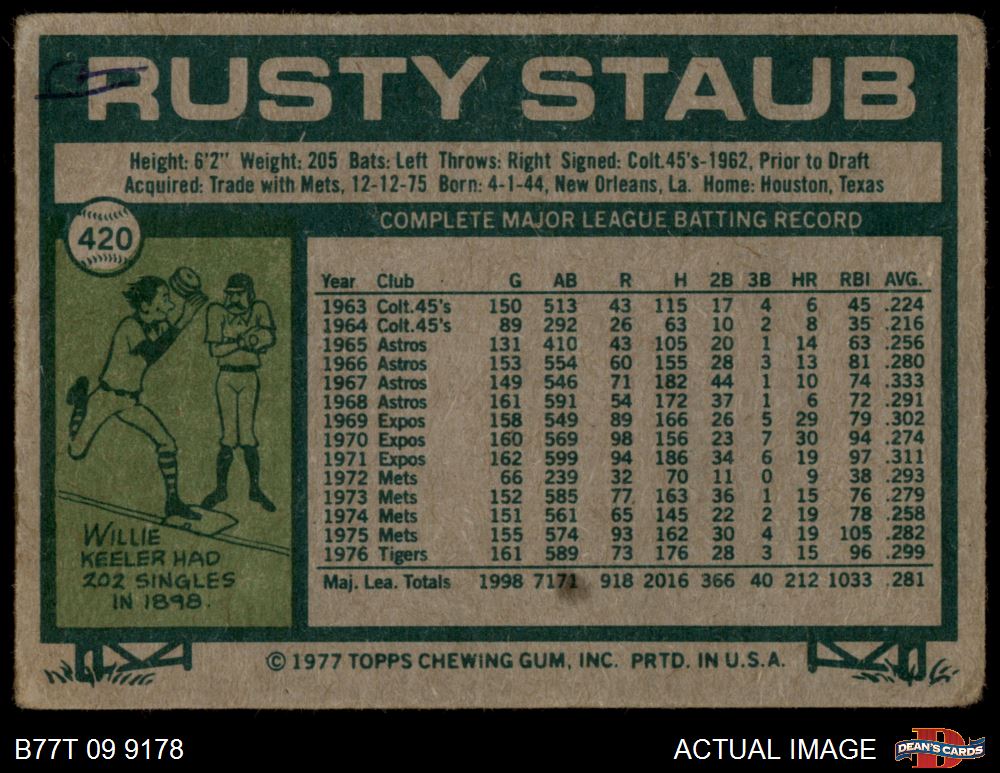 RUSTY STAUB
Height: 6'2" Weight: 205 Bats: Left Throws: Right Signed: Colt.45's-1962, Prior to Draft
Acquired: Trade with Mets, 12-12-75 Born: 4-1-44, New Orleans, La. Home: Houston, Texas
420
COMPLETE MAJOR LEAGUE BATTING RECORD
Year Club G AB R H 2B 3B HR RBI AVG.
1963 Colt.45's 150 513 43 115 17 4 6 45 .224
1964 Colt.45's 89 292 26 63 10 2 8 35 .216
1965 Astros 131 410 43 105 20 1 14 63 .256
1966 Astros 153 554 60 155 28 3 13 81 .280
1967 Astros 149 546 71 182 44 1 10 74 .333
1968 Astros 161 591 54 172 37 1 6 72 .291
1969 Expos 158 549 89 166 26 5 29 79 .302
1970 Expos 160 569 98 156 23 7 30 94 .274
1971 Expos 162 599 94 186 34 6 19 97 .311
1972 Mets 66 239 32 70 11 0 9 38 .293
1973 Mets 152 585 77 163 36 1 15 76 .279
1974 Mets 151 561 65 145 22 2 19 78 .258
1975 Mets 155 574 93 162 30 4 19 105 .282
1976 Tigers 161 589 73 176 28 3 15 96 .299
Maj. Lea. Totals 1998 7171 918 2016 366 40 212 1033 .281
WILLIE
KEELER HAD
202 SINGLES
IN 1898.
© 1977 TOPPS CHEWING GUM, INC. PRTD. IN U.S.A.
B77T 09 9178
ACTUAL IMAGE
DEAN'S CARDS